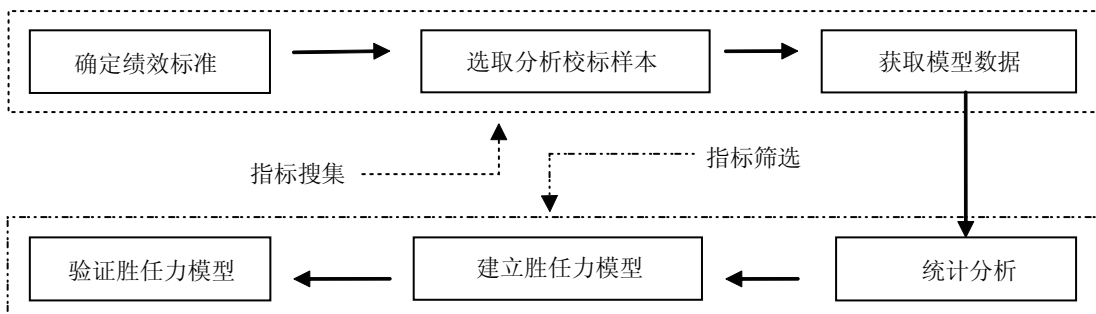 确定绩效标准
选取分析校标样本
获取模型数据
指标搜集
指标筛选
验证胜任力模型
建立胜任力模型
统计分析